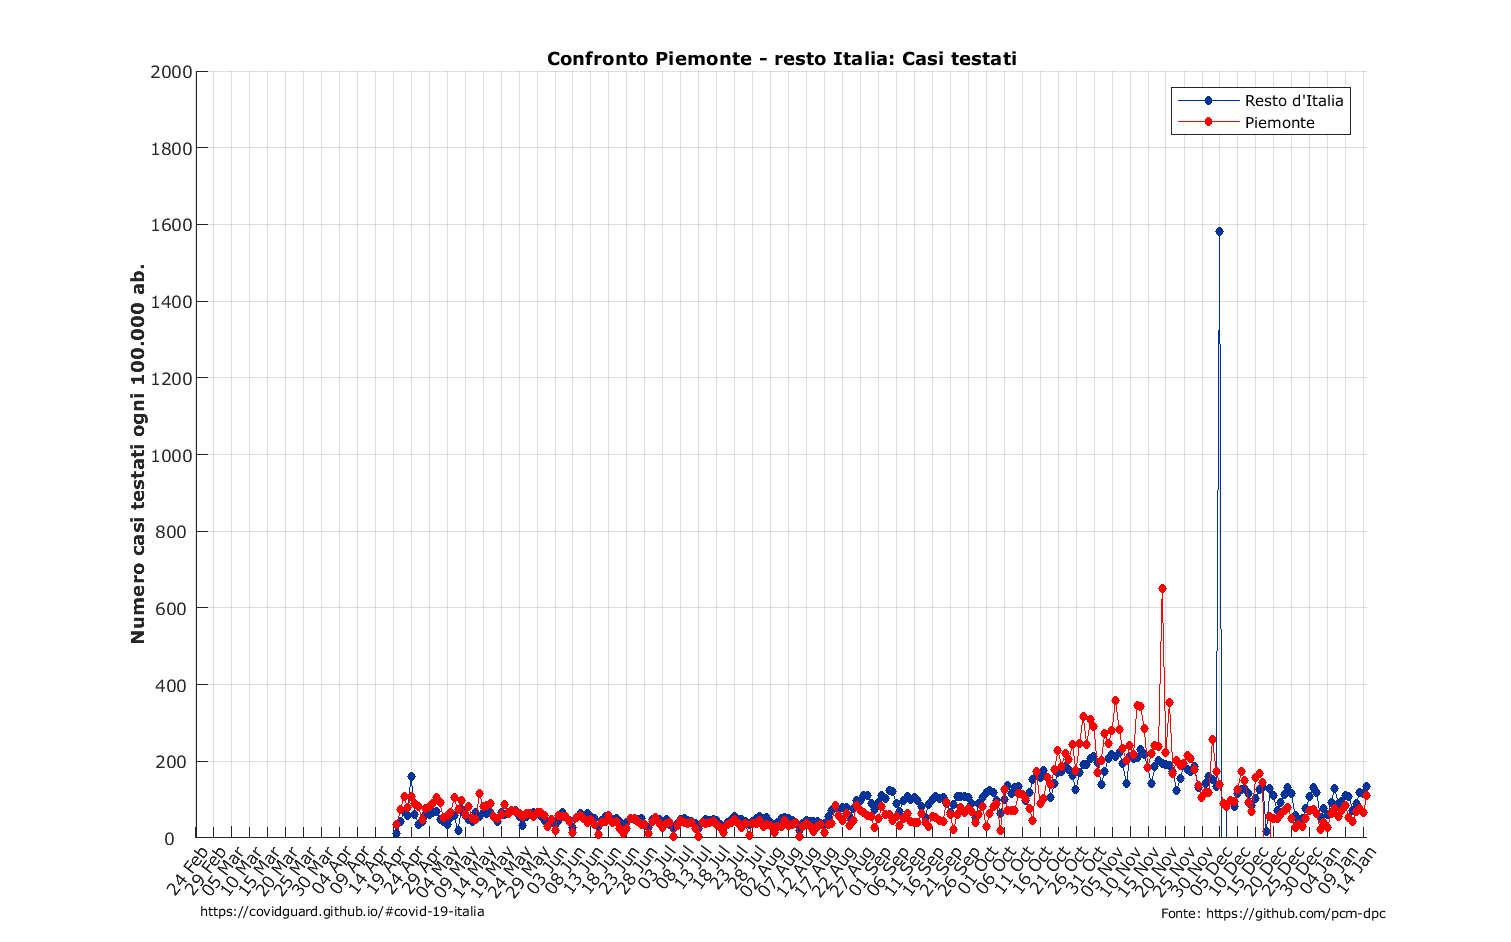 Confronto Piemonte - resto Italia: Casi testati
Resto d'Italia
Piemonte
Numero casi testati ogni 100.000 ab.
2000
1800
1600
1400
1200
1000
800
600
400
200
0
24 Feb
29 Feb
05 Mar
10 Mar
15 Mar
20 Mar
25 Mar
30 Mar
04 Apr
09 Apr
14 Apr
19 Apr
24 Apr
29 Apr
04 May
09 May
14 May
19 May
24 May
29 May
03 Jun
08 Jun
13 Jun
18 Jun
23 Jun
28 Jun
03 Jul
08 Jul
13 Jul
18 Jul
23 Jul
28 Jul
02 Aug
07 Aug
12 Aug
17 Aug
22 Aug
27 Aug
01 Sep
06 Sep
11 Sep
16 Sep
21 Sep
26 Sep
01 Oct
06 Oct
11 Oct
16 Oct
21 Oct
26 Oct
31 Oct
05 Nov
10 Nov
15 Nov
20 Nov
25 Nov
30 Nov
05 Dec
10 Dec
15 Dec
20 Dec
25 Dec
30 Dec
04 Jan
09 Jan
14 Jan
https://covidguard.github.io/#covid-19-italia
Fonte: https://github.com/pcm-dpc